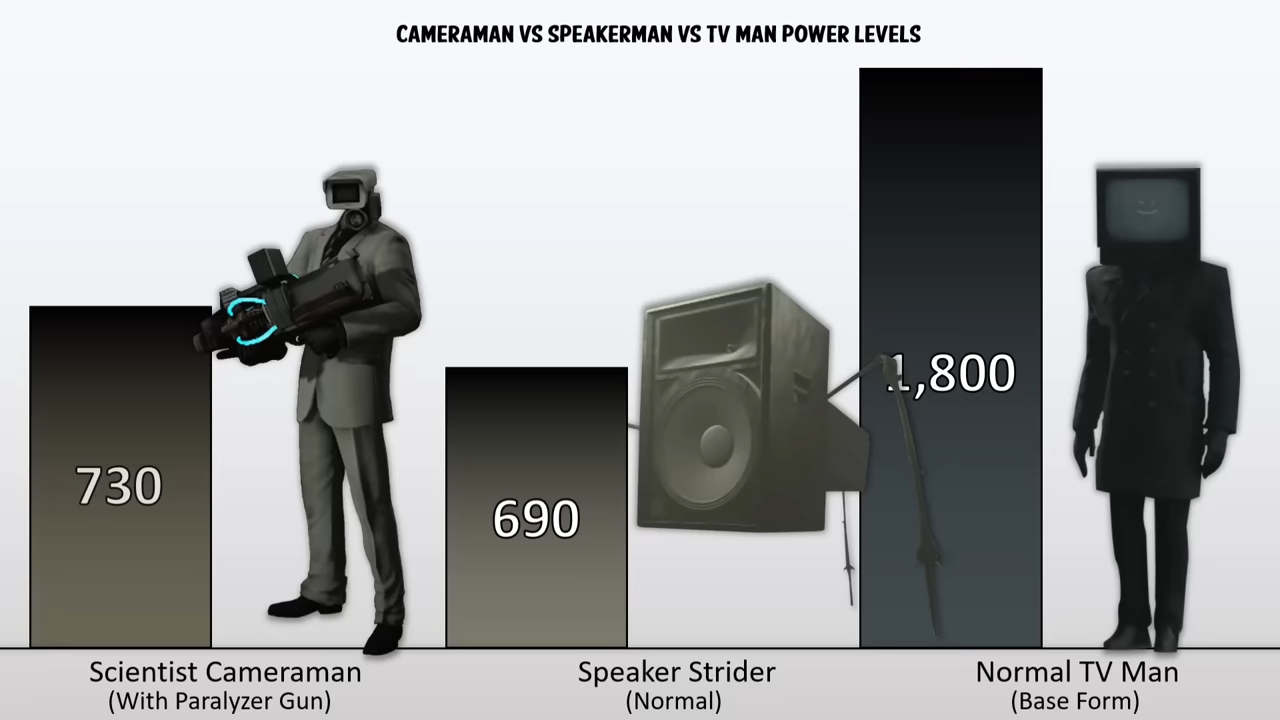 CAMERAMAN VS SPEAKERMAN VS TV MAN POWER LEVELS
730
690
1,800
Scientist Cameraman
(With Paralyzer Gun)
Speaker Strider
(Normal)
Normal TV Man
(Base Form)